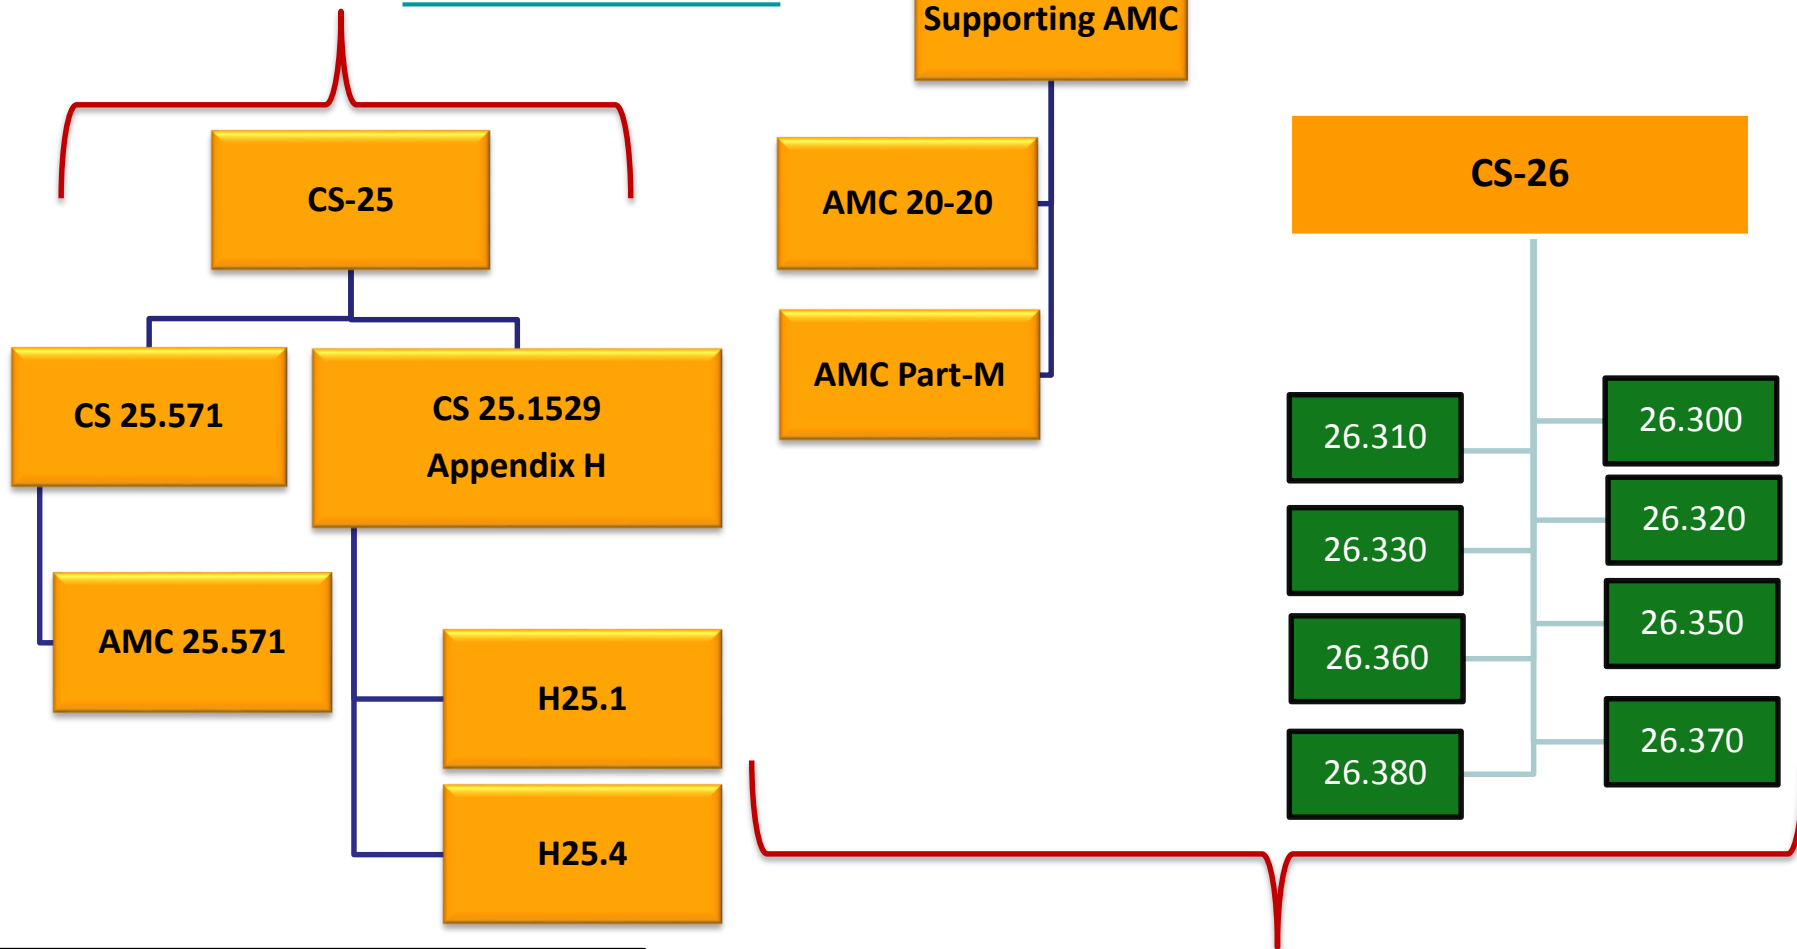 Supporting AMC
CS-25
AMC 20-20
CS-26
CS 25.571
CS 25.1529
Appendix H
AMC Part-M
26.310
26.300
26.330
26.320
26.360
26.350
26.380
26.370
AMC 25.571
H25.1
H25.4